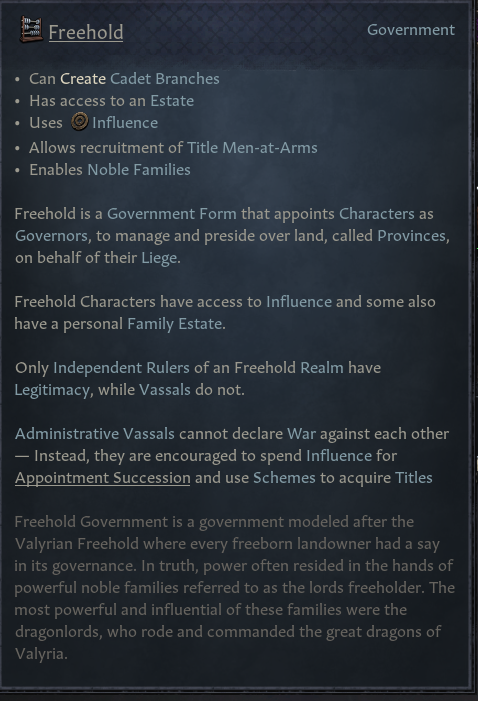 Freehold
Government
• Can Create Cadet Branches
• Has access to an Estate
• Uses Influence
• Allows recruitment of Title Men-at-Arms
• Enables Noble Families
Freehold is a Government Form that appoints Characters as
Governors, to manage and preside over land, called Provinces,
on behalf of their Liege.
Freehold Characters have access to Influence and some also
have a personal Family Estate.
Only Independent Rulers of an Freehold Realm have
Legitimacy, while Vassals do not.
Administrative Vassals cannot declare War against each other
— Instead, they are encouraged to spend Influence for
Appointment Succession and use Schemes to acquire Titles
Freehold Government is a government modeled after the
Valyrian Freehold where every freeborn landowner had a say
in its governance. In truth, power often resided in the hands of
powerful noble families referred to as the lords freeholder. The
most powerful and influential of these families were the
dragonlords, who rode and commanded the great dragons of
Valyria.